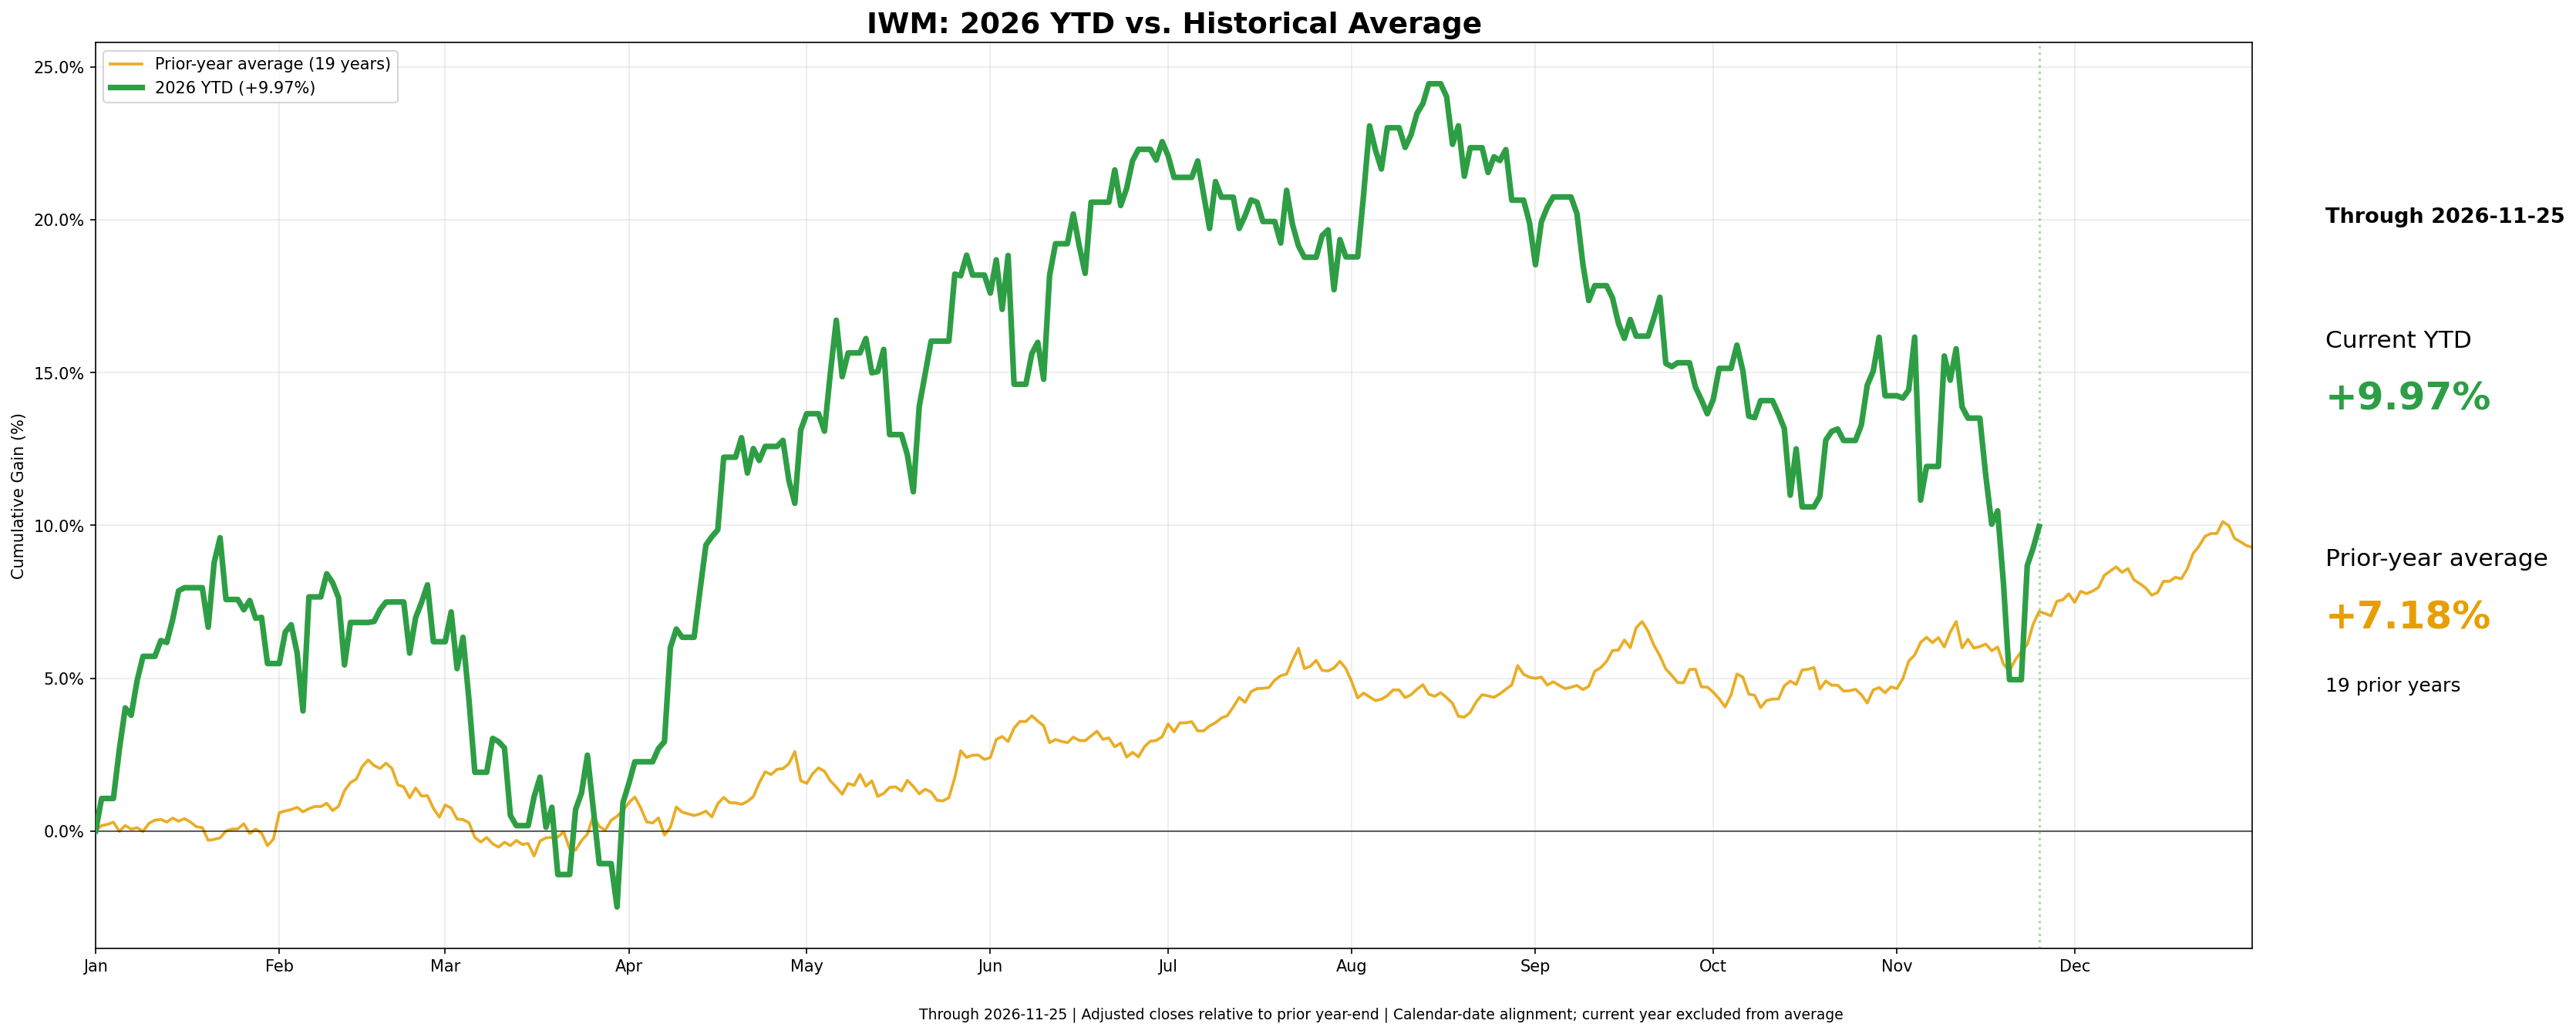 IWM: 2026 YTD vs. Historical Average
Prior-year average (19 years)
2026 YTD (+9.97%)
Cumulative Gain (%)
25.0%
20.0%
15.0%
10.0%
5.0%
0.0%
Jan
Feb
Mar
Apr
May
Jun
Jul
Aug
Sep
Oct
Nov
Dec
Through 2026-11-25
Current YTD
+9.97%
Prior-year average
+7.18%
19 prior years
Through 2026-11-25 | Adjusted closes relative to prior year-end | Calendar-date alignment; current year excluded from average